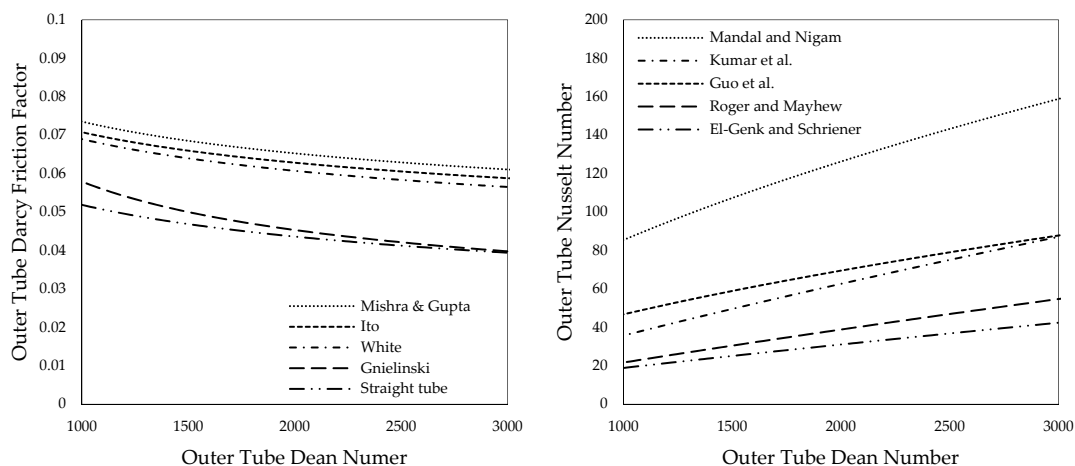 0.1
0.09
0.08
0.07
0.06
0.05
0.04
0.03
0.02
0.01
0
Outer Tube Darcy Friction Factor
Mishra & Gupta
Ito
White
Gnielinski
Straight tube
1000 1500 2000 2500 3000
Outer Tube Dean Numer
200
180
160
140
120
100
80
60
40
20
0
Outer Tube Nusselt Number
Mandal and Nigam
Kumar et al.
Guo et al.
Roger and Mayhew
El-Genk and Schriener
1000 1500 2000 2500 3000
Outer Tube Dean Number